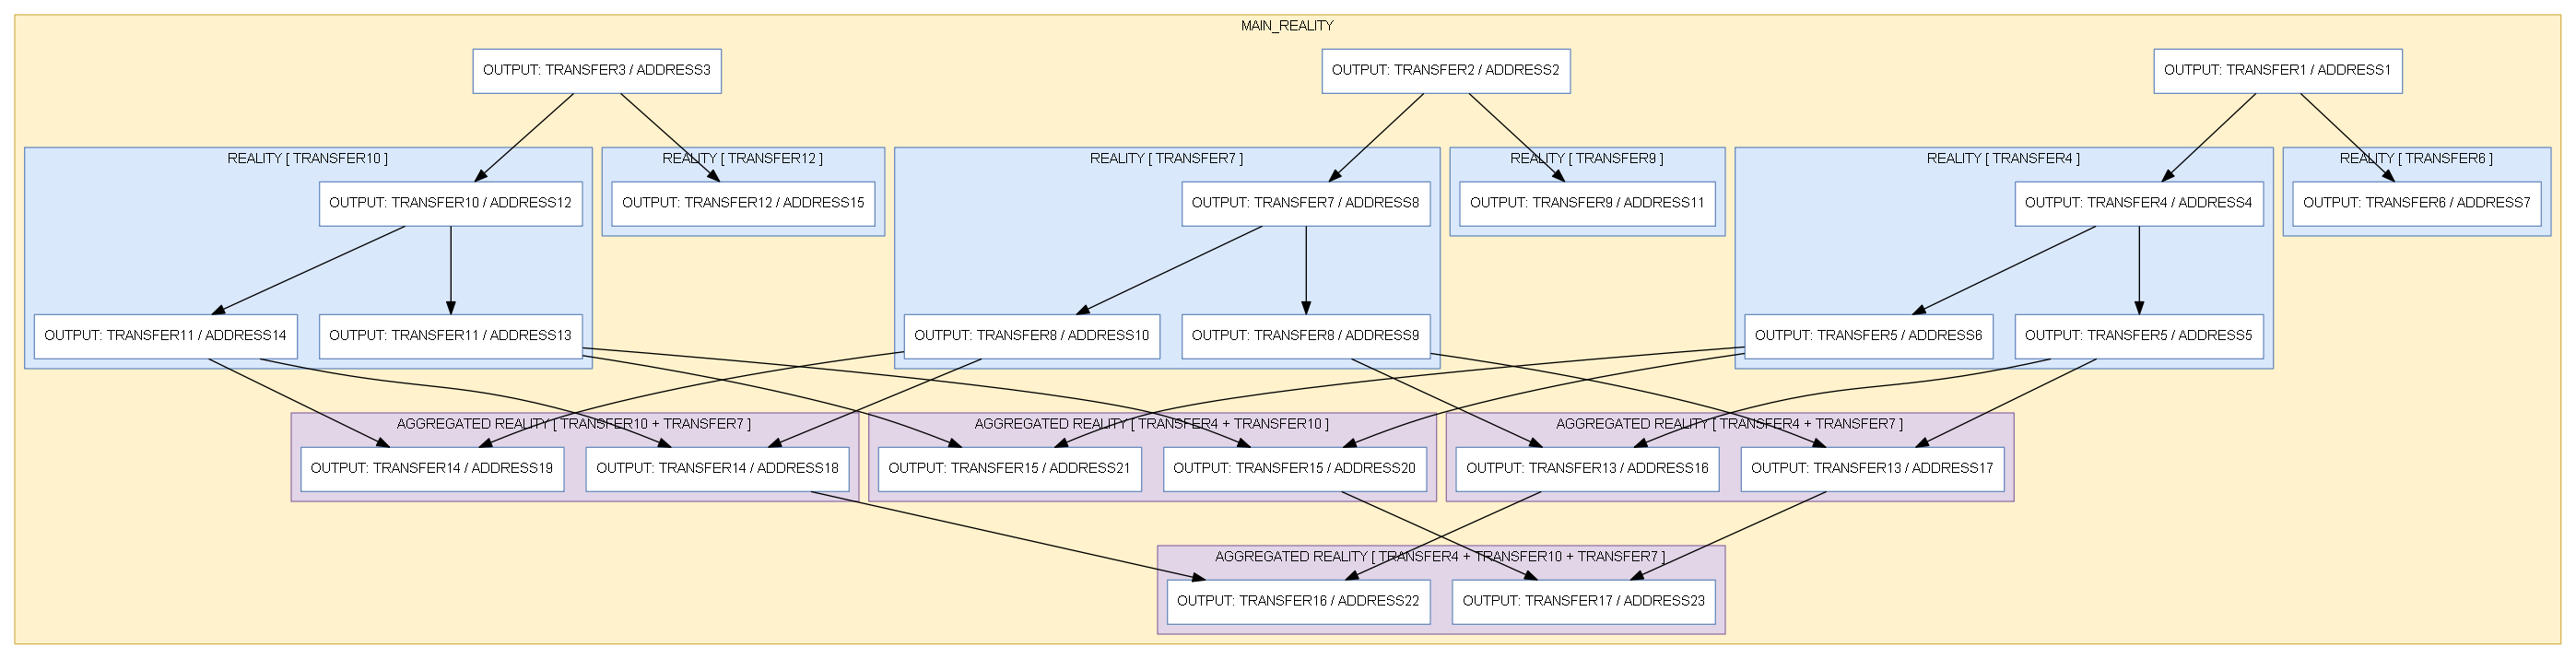 MAIN_REALITY
OUTPUT: TRANSFER3 / ADDRESS3
OUTPUT: TRANSFER2 / ADDRESS2
OUTPUT: TRANSFER1 / ADDRESS1
REALITY [ TRANSFER10 ]
REALITY [ TRANSFER12 ]
REALITY [ TRANSFER7 ]
REALITY [ TRANSFER9 ]
REALITY [ TRANSFER4 ]
REALITY [ TRANSFER6 ]
OUTPUT: TRANSFER10 / ADDRESS12
OUTPUT: TRANSFER12 / ADDRESS15
OUTPUT: TRANSFER7 / ADDRESS8
OUTPUT: TRANSFER9 / ADDRESS11
OUTPUT: TRANSFER4 / ADDRESS4
OUTPUT: TRANSFER6 / ADDRESS7
OUTPUT: TRANSFER11 / ADDRESS14
OUTPUT: TRANSFER11 / ADDRESS13
OUTPUT: TRANSFER8 / ADDRESS10
OUTPUT: TRANSFER8 / ADDRESS9
OUTPUT: TRANSFER5 / ADDRESS6
OUTPUT: TRANSFER5 / ADDRESS5
AGGREGATED REALITY [ TRANSFER10 + TRANSFER7 ]
AGGREGATED REALITY [ TRANSFER4 + TRANSFER10 ]
AGGREGATED REALITY [ TRANSFER4 + TRANSFER7 ]
OUTPUT: TRANSFER14 / ADDRESS19
OUTPUT: TRANSFER14 / ADDRESS18
OUTPUT: TRANSFER15 / ADDRESS21
OUTPUT: TRANSFER15 / ADDRESS20
OUTPUT: TRANSFER13 / ADDRESS16
OUTPUT: TRANSFER13 / ADDRESS17
AGGREGATED REALITY [ TRANSFER4 + TRANSFER10 + TRANSFER7 ]
OUTPUT: TRANSFER16 / ADDRESS22
OUTPUT: TRANSFER17 / ADDRESS23